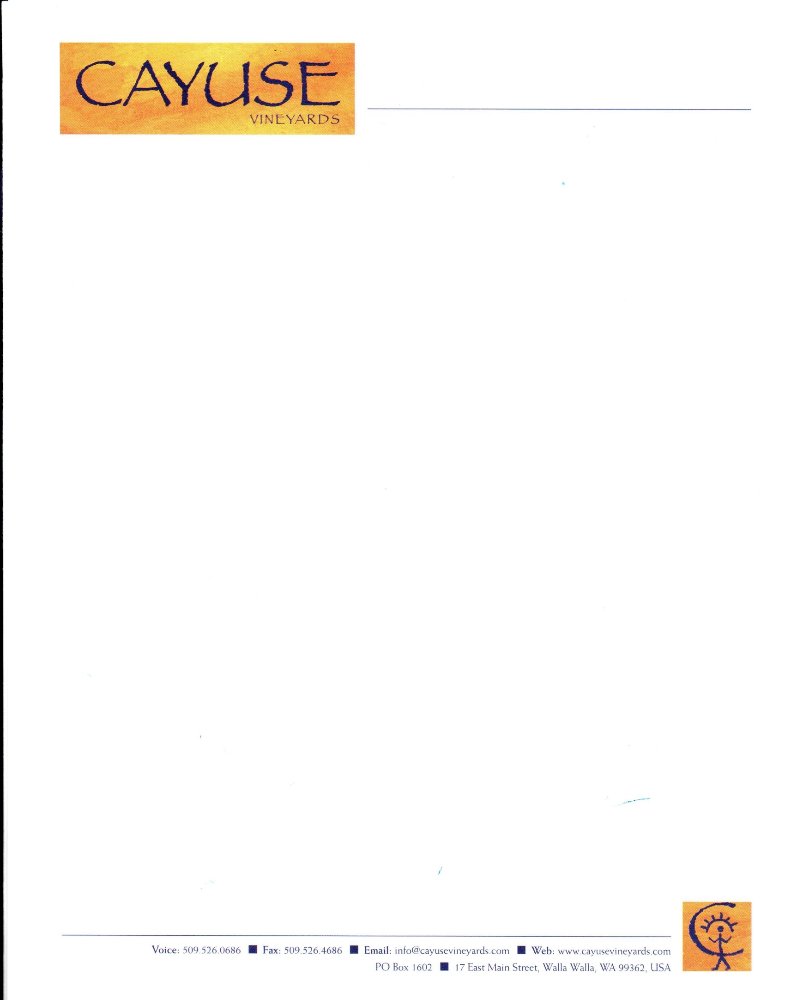 CAYUSE
VINEYARDS
Voice: 509.526.0686 ■ Fax: 509.526.4686 ■ Email: info@cayusevineyards.com ■ Web: www.cayusevineyards.com
PO Box 1602 ■ 17 East Main Street, Walla Walla, WA 99362, USA